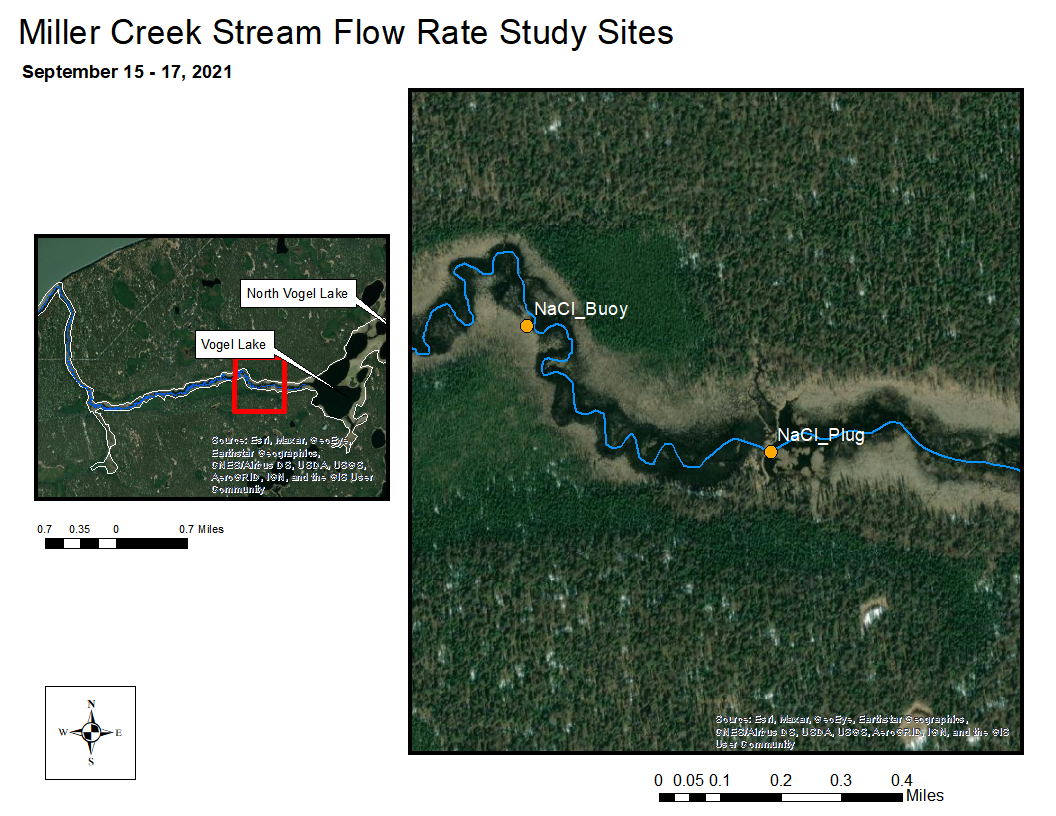 Miller Creek Stream Flow Rate Study Sites
September 15 - 17, 2021
North Vogel Lake
Vogel Lake
Source: Esri, Maxar, GeoEye,
Earthstar Geographics,
CNES/Airbus DS, USDA, USGS,
AeroGRID, IGN, and the GIS User
Community
0.7 0.35 0 0.7 Miles
N
W E
S
NaCl_Buoy
NaCl_Plug
Source: Esri, Maxar, GeoEye, Earthstar Geographics,
CNES/Airbus DS, USDA, USGS, AeroGRID, IGN, and the GIS
User Community
0 0.05 0.1 0.2 0.3 0.4
Miles